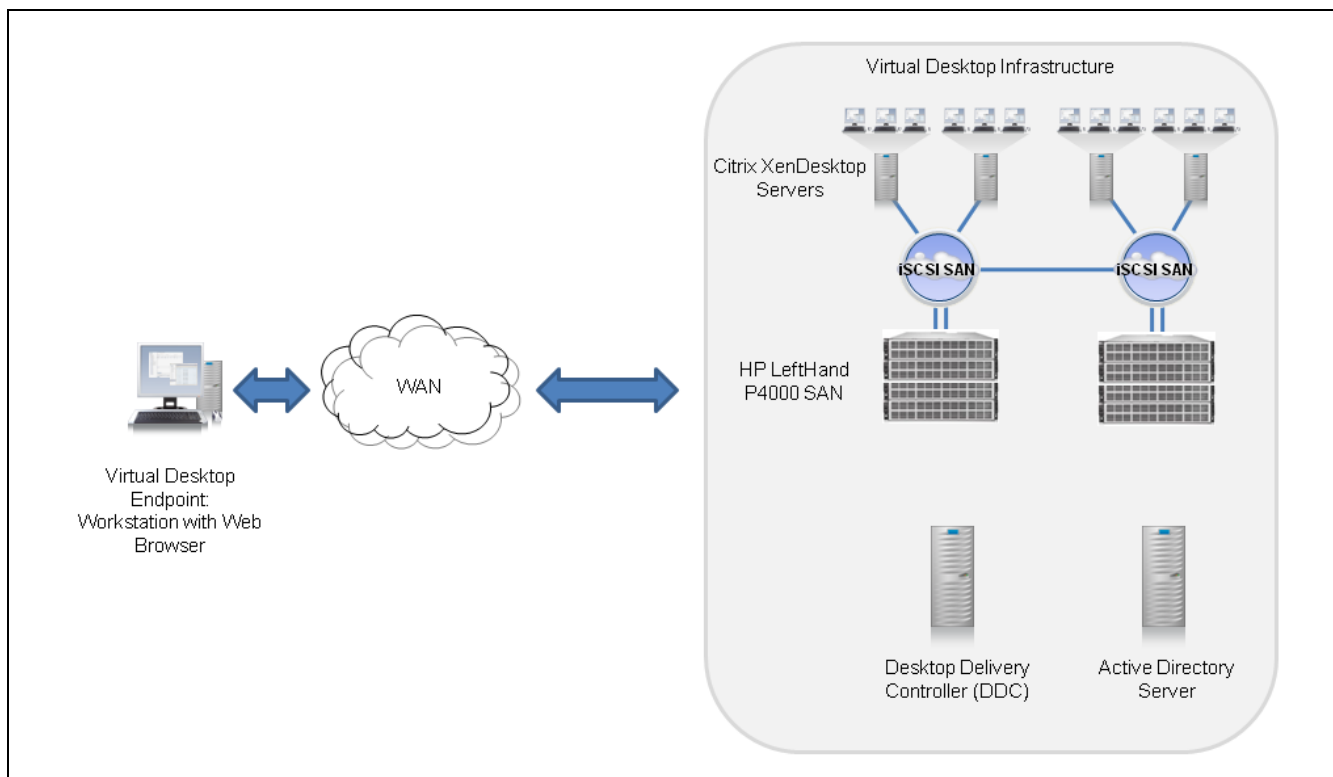 Virtual Desktop Infrastructure
Citrix XenDesktop
Servers
iSCSI SAN
iSCSI SAN
HP LeftHand
P4000 SAN
WAN
Virtual Desktop
Endpoint:
Workstation with Web
Browser
Desktop Delivery
Controller (DDC)
Active Directory
Server